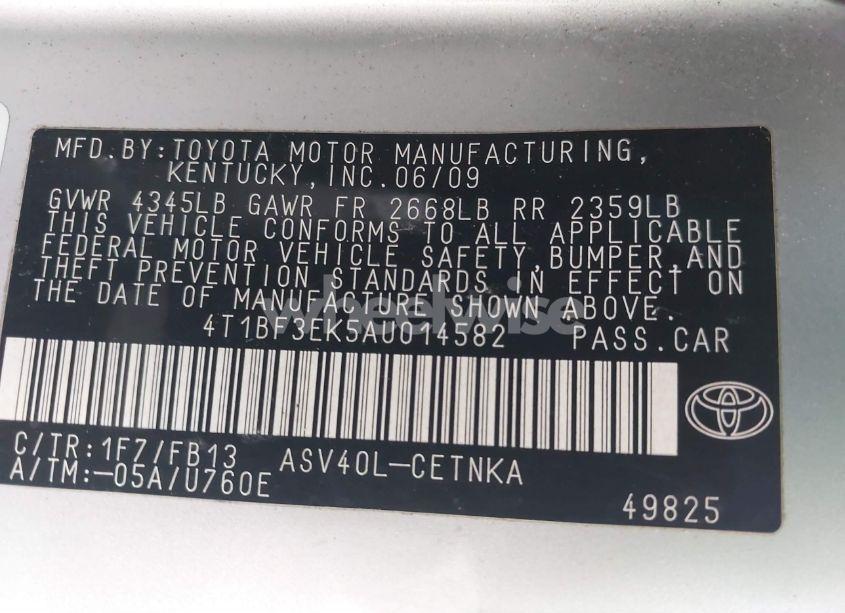 MFD. BY: TOYOTA MOTOR MANUFACTURING,
KENTUCKY, INC. 06/09
GVWR 4345LB GAWR FR 2668LB RR 2359LB
THIS VEHICLE CONFORMS TO ALL APPLICABLE
FEDERAL MOTOR VEHICLE SAFETY, BUMPER, AND
THEFT PREVENTION STANDARDS IN EFFECT ON
THE DATE OF MANUFACTURE SHOWN ABOVE.
wheelwise
4T1BF3EK5AU014582 PASS. CAR
C/TR: 1F7/FB13 ASV40L-CETNKA
A/TM: -05A/U760E
49825